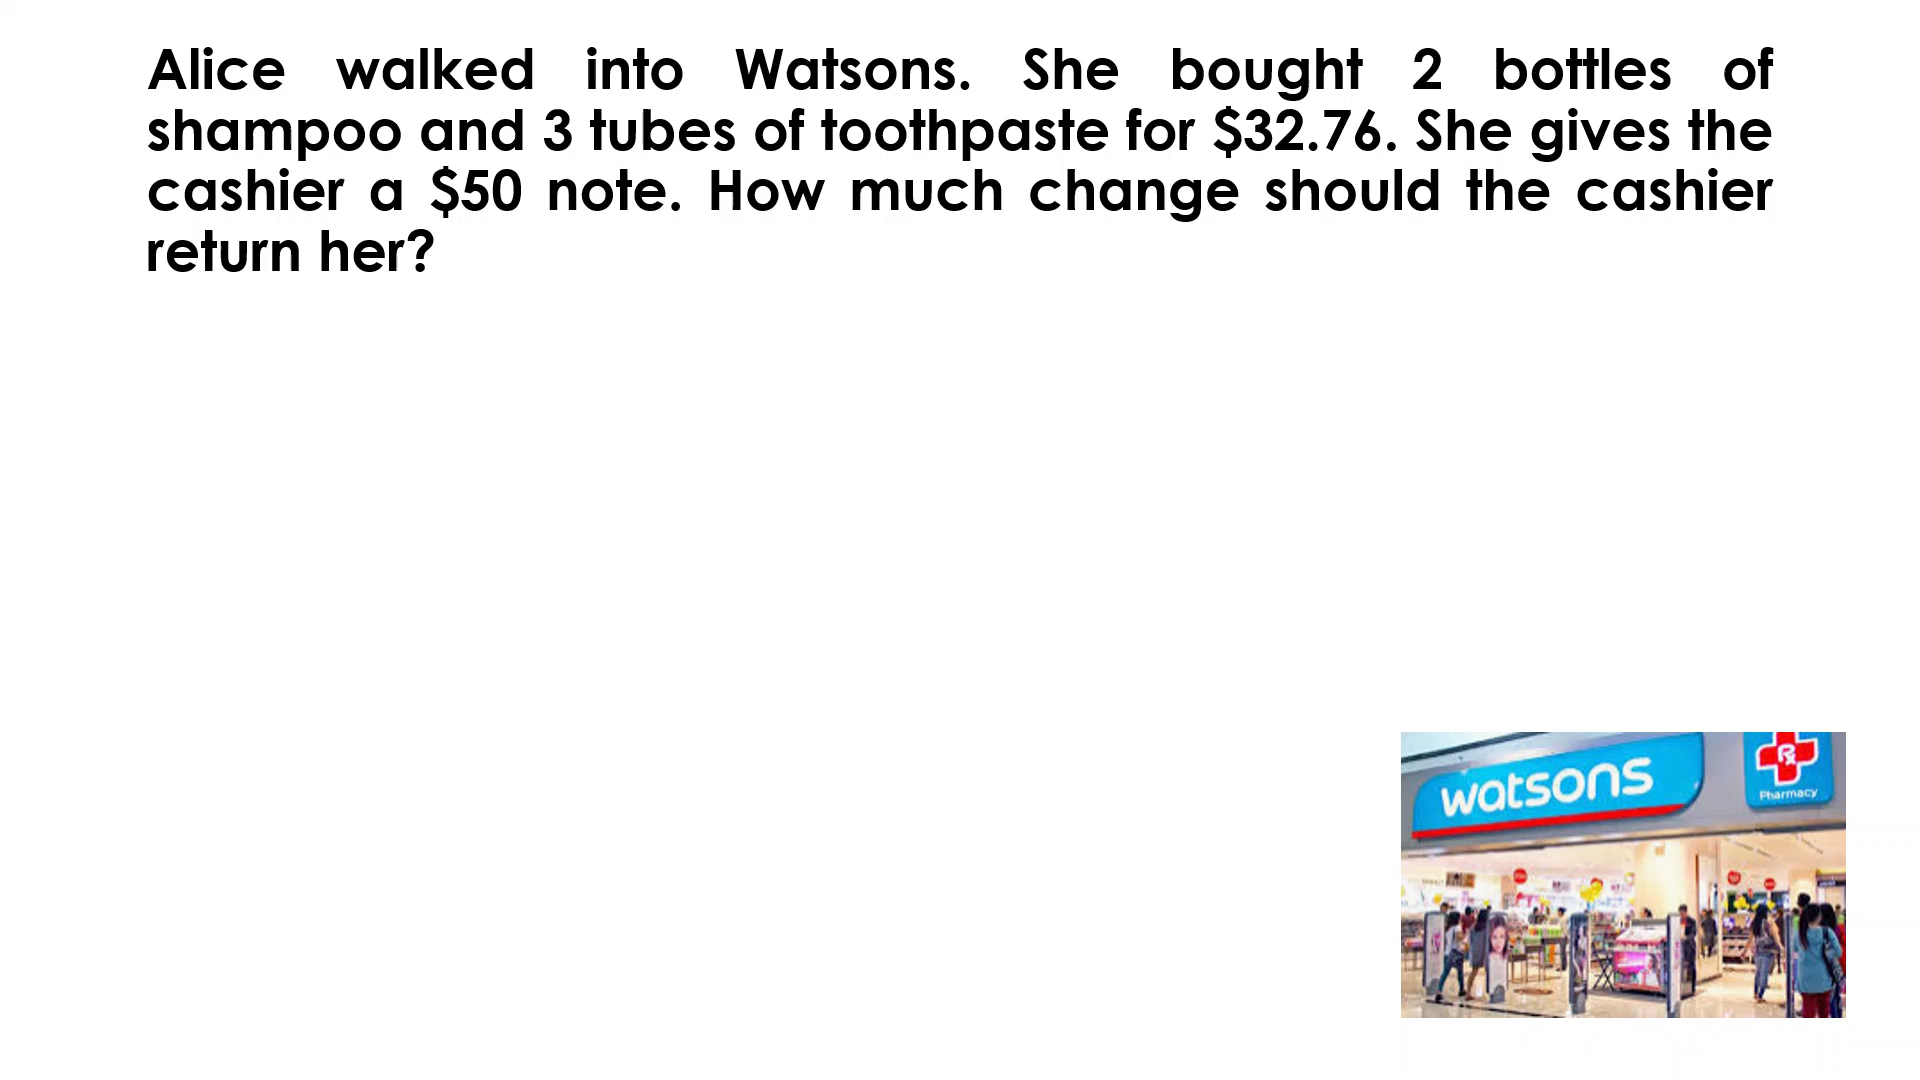 Alice walked into Watsons. She bought 2 bottles of
shampoo and 3 tubes of toothpaste for $32.76. She gives the
cashier a $50 note. How much change should the cashier
return her?
watsons
Rx
Pharmacy